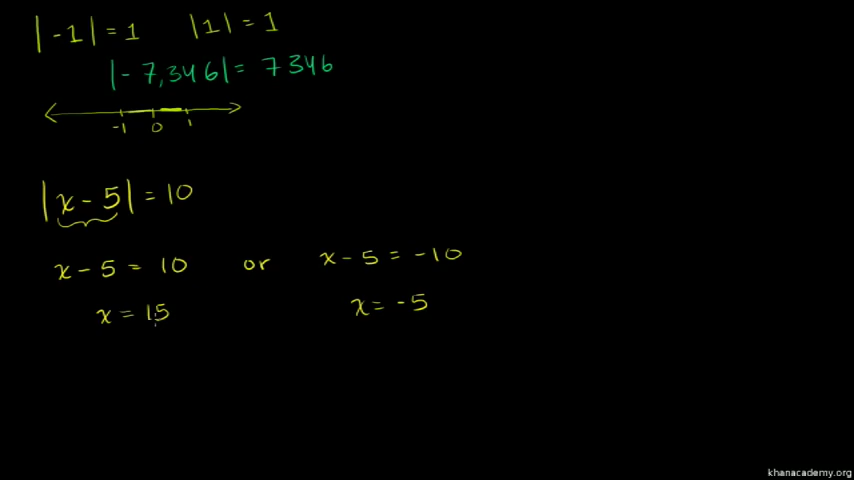 |-1| = 1 |1| = 1
|-7,346| = 7346
-1 0 1
|x - 5| = 10
x - 5 = 10 or x - 5 = -10
x = 15 x = -5
khanacademy.org